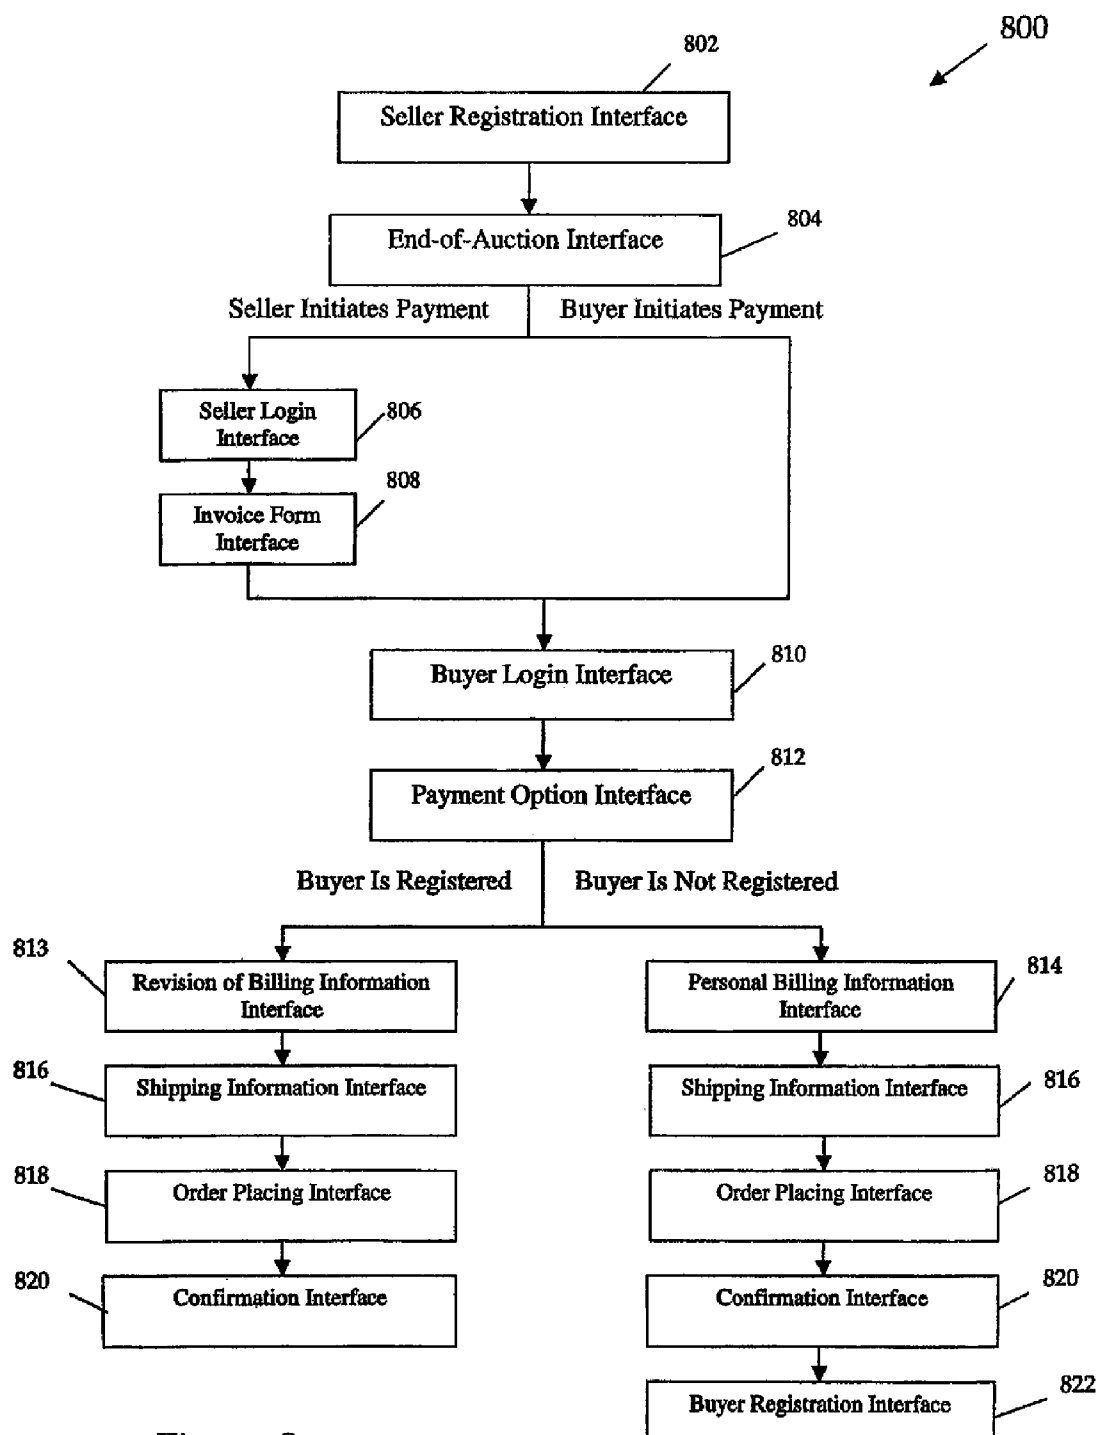 800
802
Seller Registration Interface
804
End-of-Auction Interface
Seller Initiates Payment
Buyer Initiates Payment
Seller Login
Interface
806
808
Invoice Form
Interface
810
Buyer Login Interface
812
Payment Option Interface
Buyer Is Registered
Buyer Is Not Registered
813
Revision of Billing Information
Interface
814
Personal Billing Information
Interface
816
Shipping Information Interface
Shipping Information Interface
816
818
Order Placing Interface
Order Placing Interface
818
820
Confirmation Interface
Confirmation Interface
820
Buyer Registration Interface
822